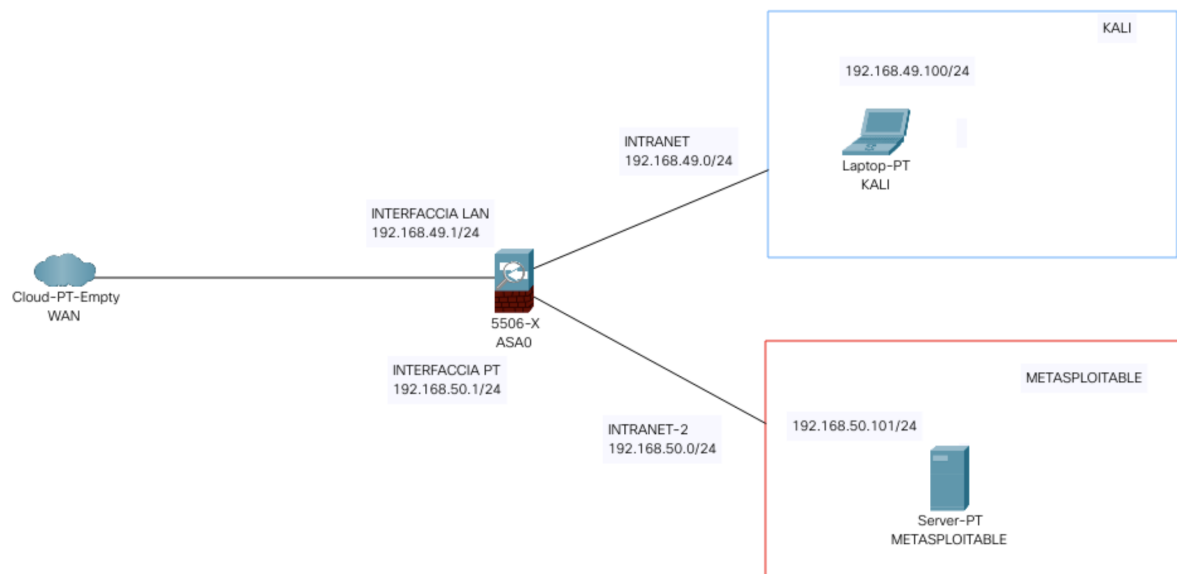 KALI
192.168.49.100/24
Laptop-PT
KALI
INTRANET
192.168.49.0/24
INTERFACCIA LAN
192.168.49.1/24
Cloud-PT-Empty
WAN
5506-X
ASA0
INTERFACCIA PT
192.168.50.1/24
METASPLOITABLE
192.168.50.101/24
INTRANET-2
192.168.50.0/24
Server-PT
METASPLOITABLE